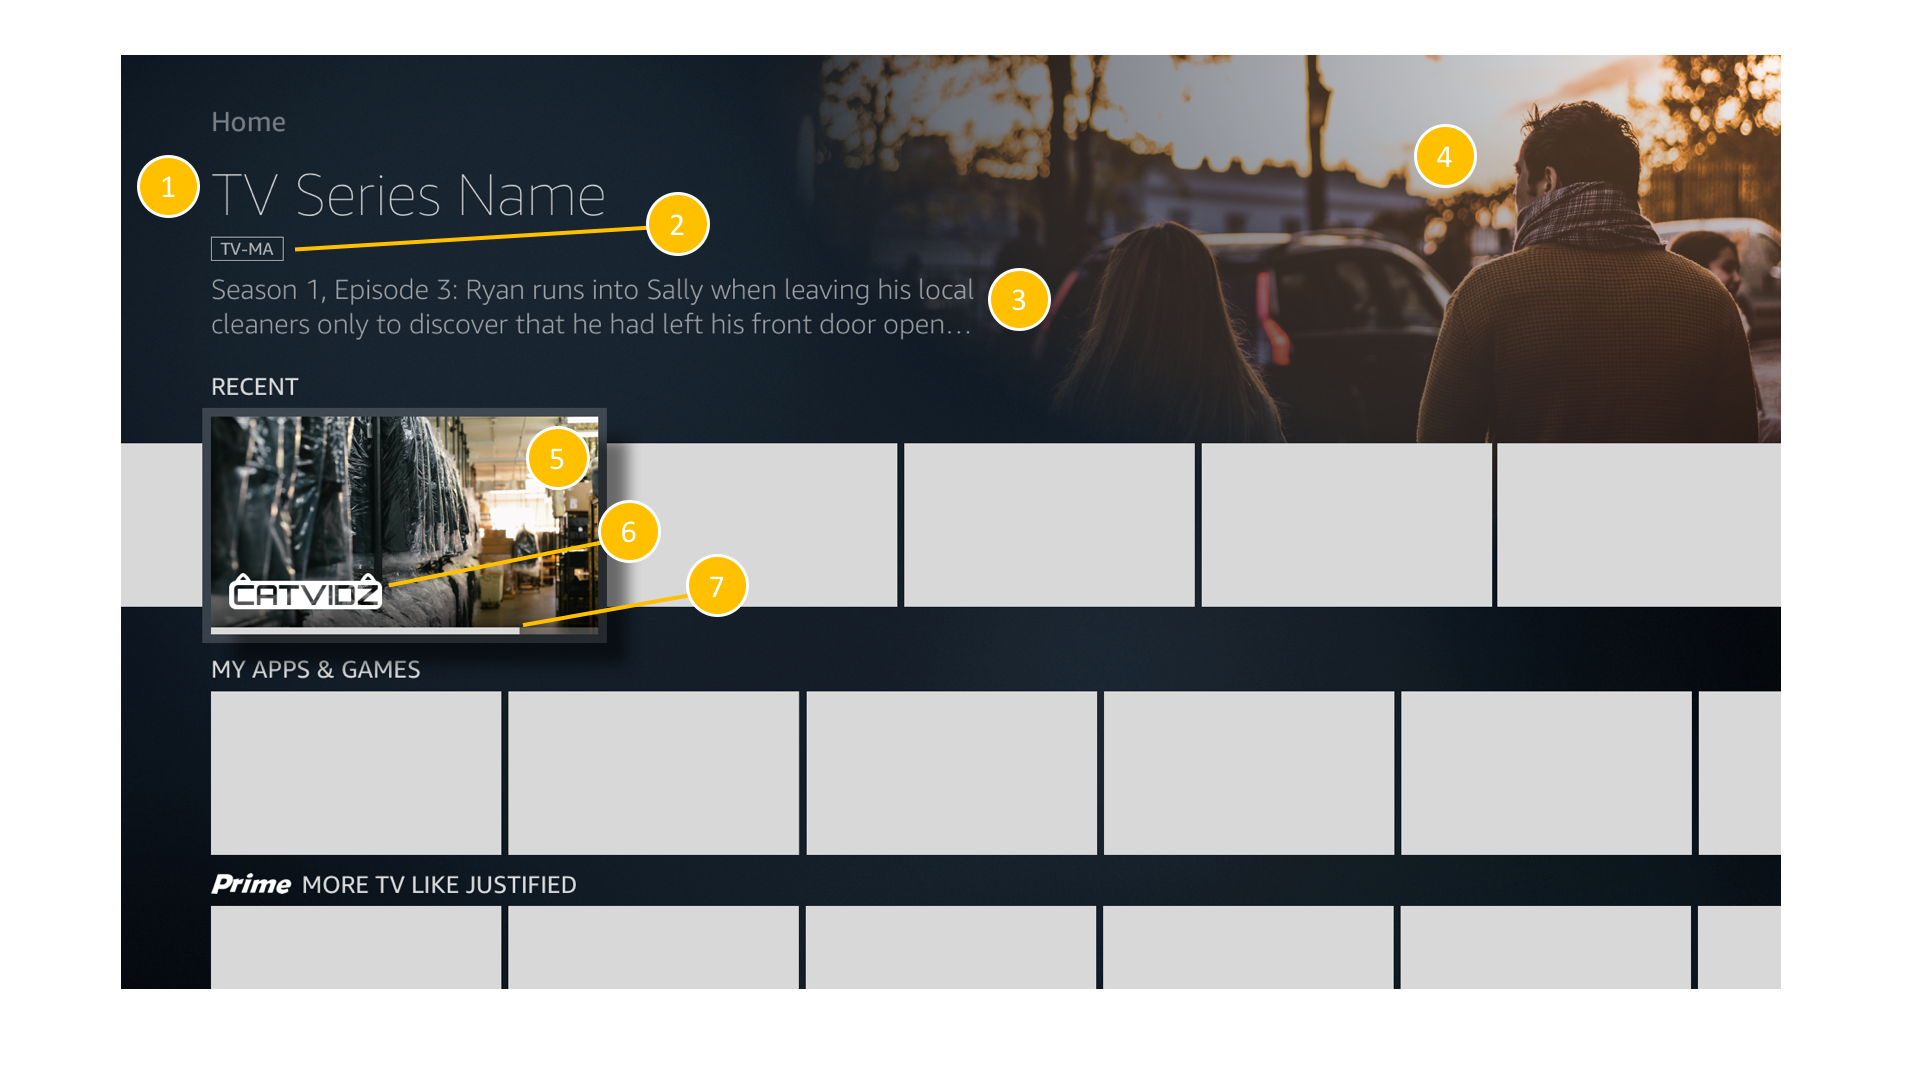 Home
1
TV Series Name
2
TV-MA
Season 1, Episode 3: Ryan runs into Sally when leaving his local
cleaners only to discover that he had left his front door open...
3
4
RECENT
5
6
CATVIDZ
7
MY APPS & GAMES
Prime MORE TV LIKE JUSTIFIED